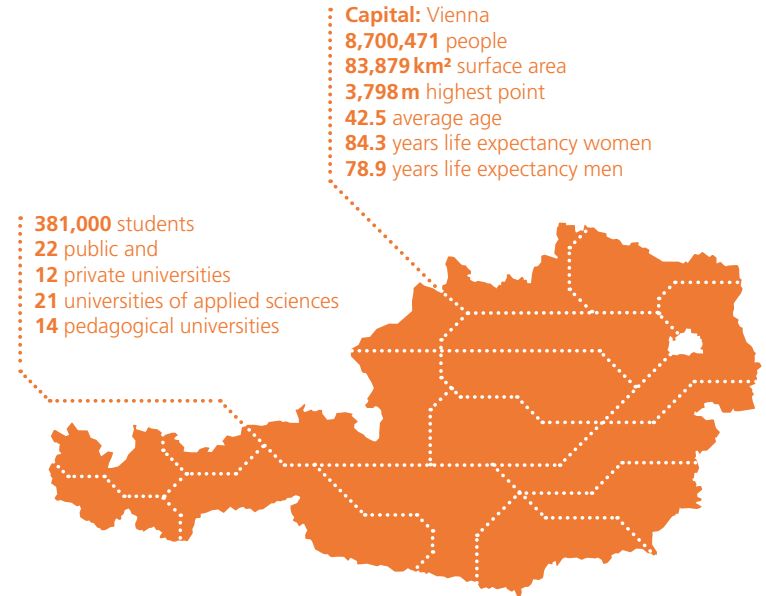 Capital: Vienna
8,700,471 people
83,879 km² surface area
3,798 m highest point
42.5 average age
84.3 years life expectancy women
78.9 years life expectancy men
381,000 students
22 public and
12 private universities
21 universities of applied sciences
14 pedagogical universities